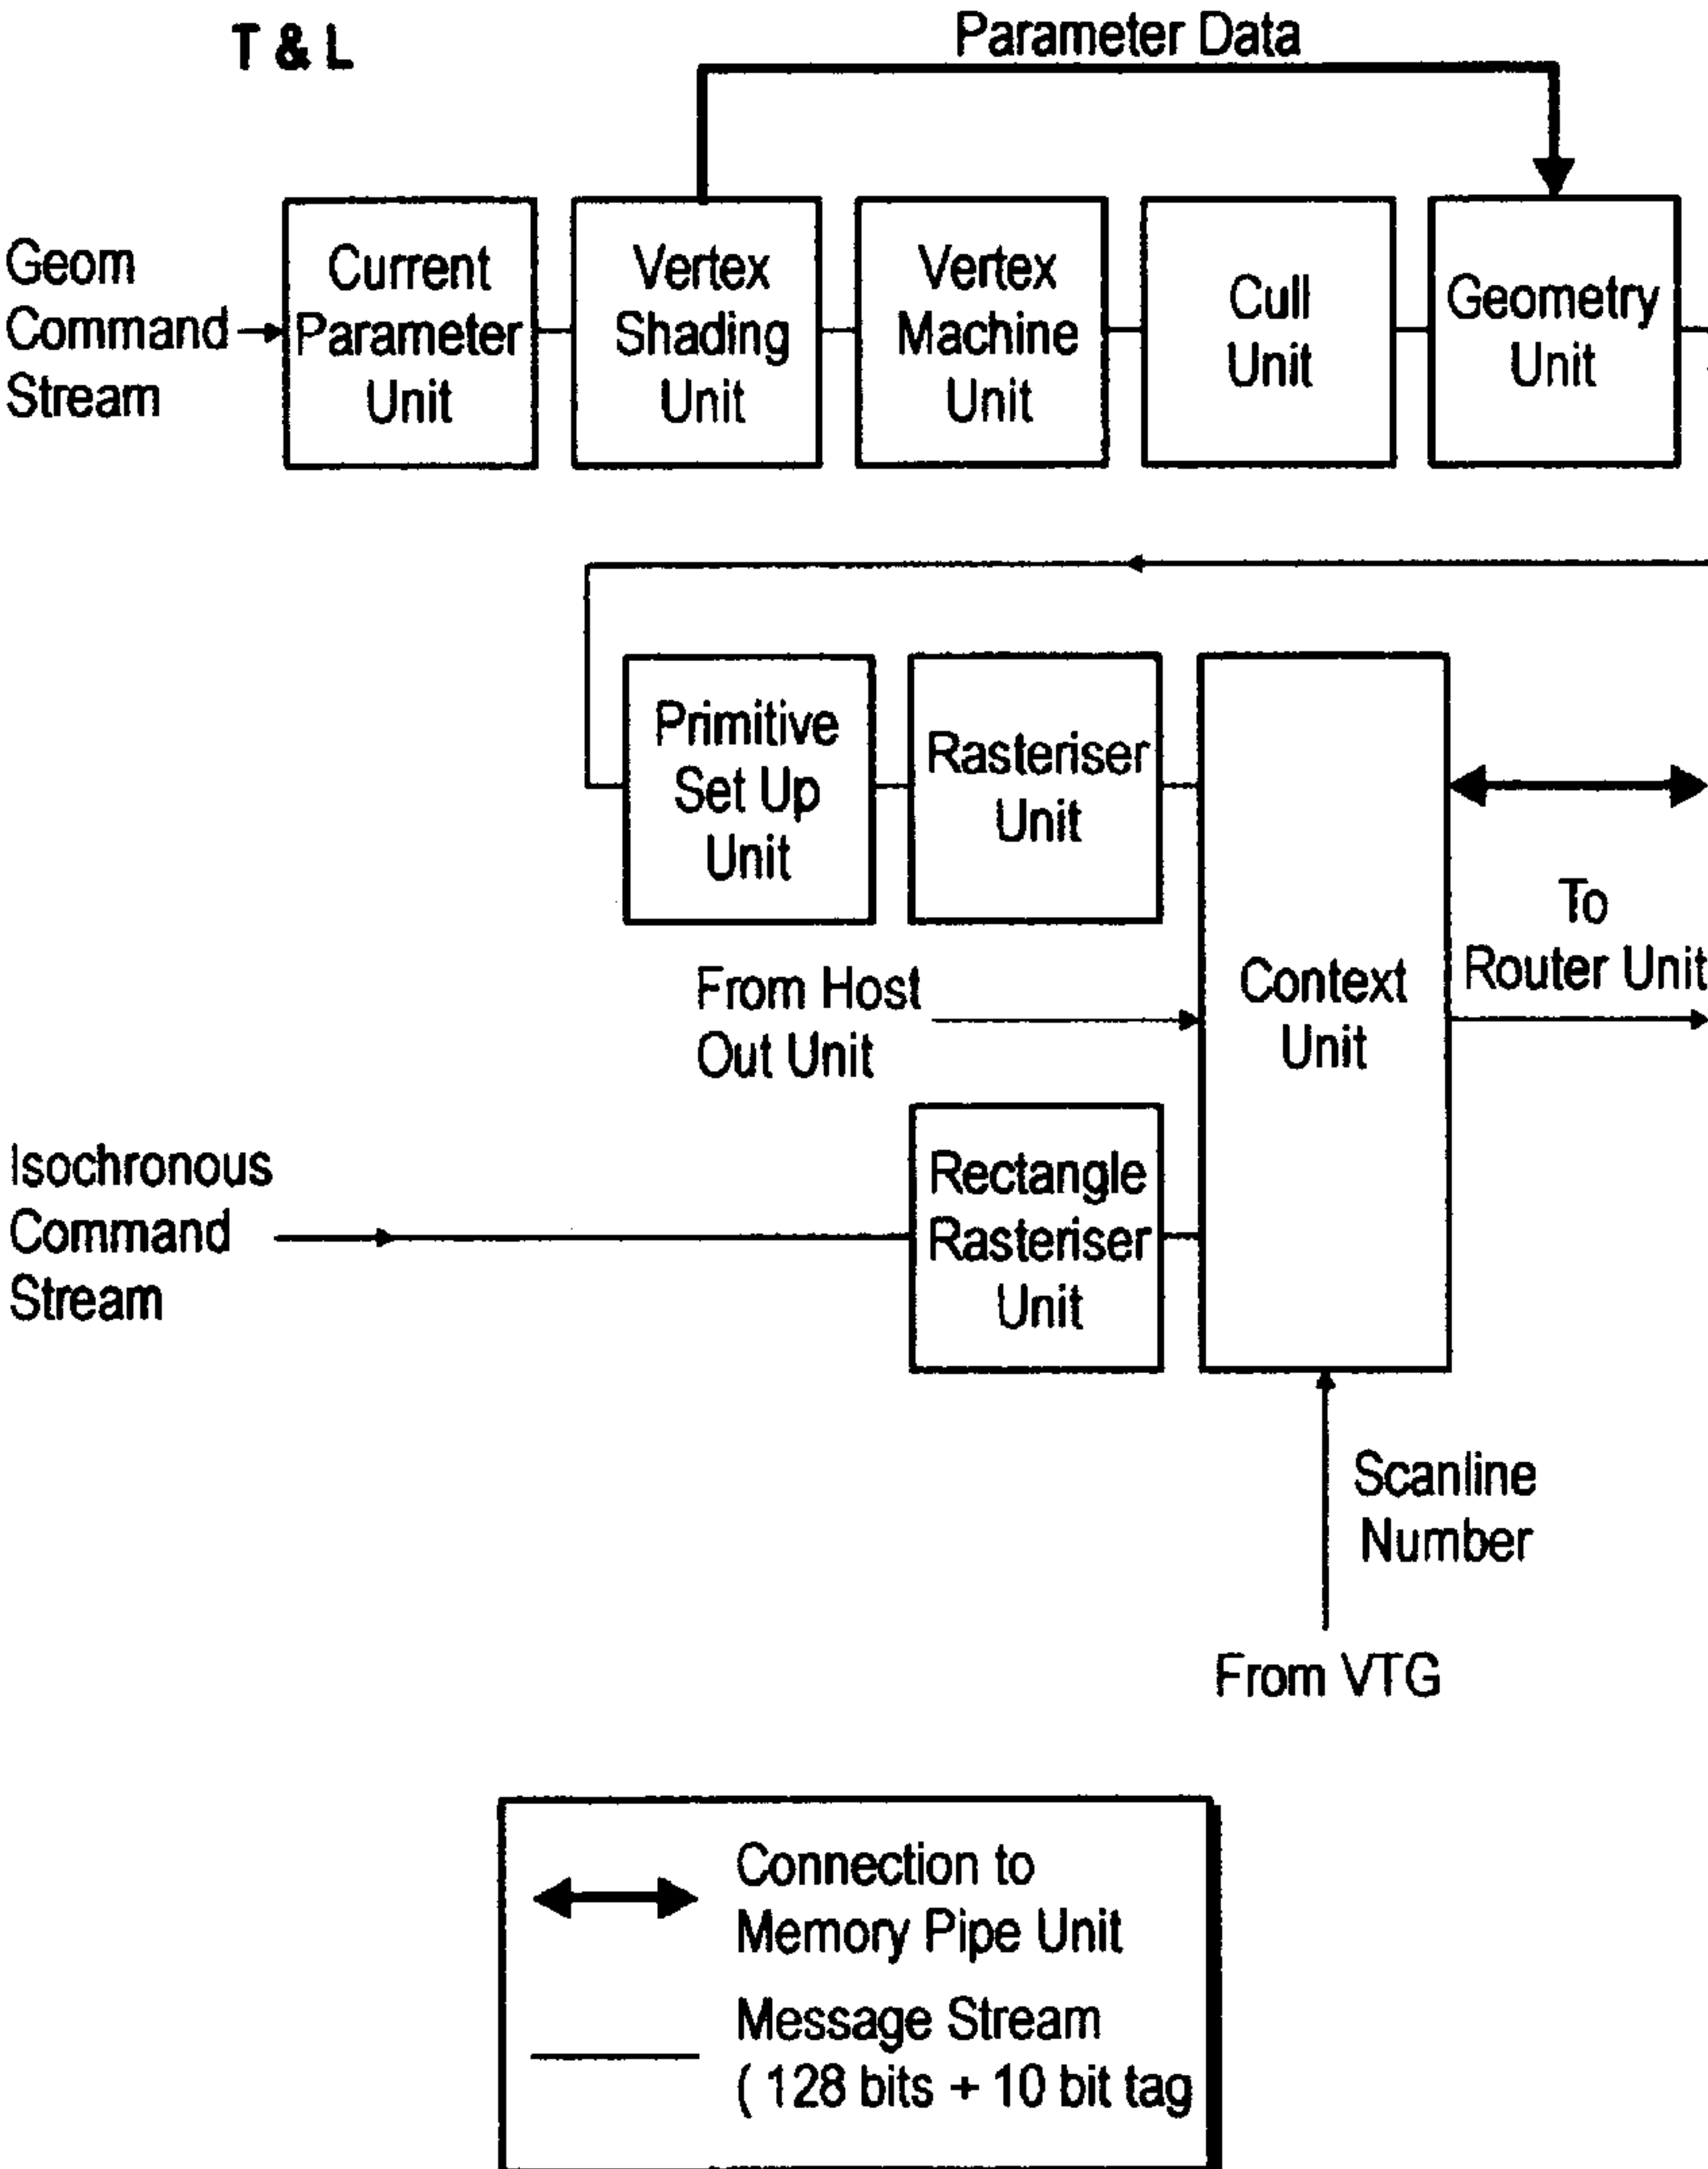 T & L
Parameter Data
Geom
Command
Stream
Current
Parameter
Unit
Vertex
Shading
Unit
Vertex
Machine
Unit
Cull
Unit
Geometry
Unit
Primitive
Set Up
Unit
Rasteriser
Unit
Context
Unit
To
Router Unit
From Host
Out Unit
Isochronous
Command
Stream
Rectangle
Rasteriser
Unit
Scanline
Number
From VTG
Connection to
Memory Pipe Unit
Message Stream
( 128 bits + 10 bit tag